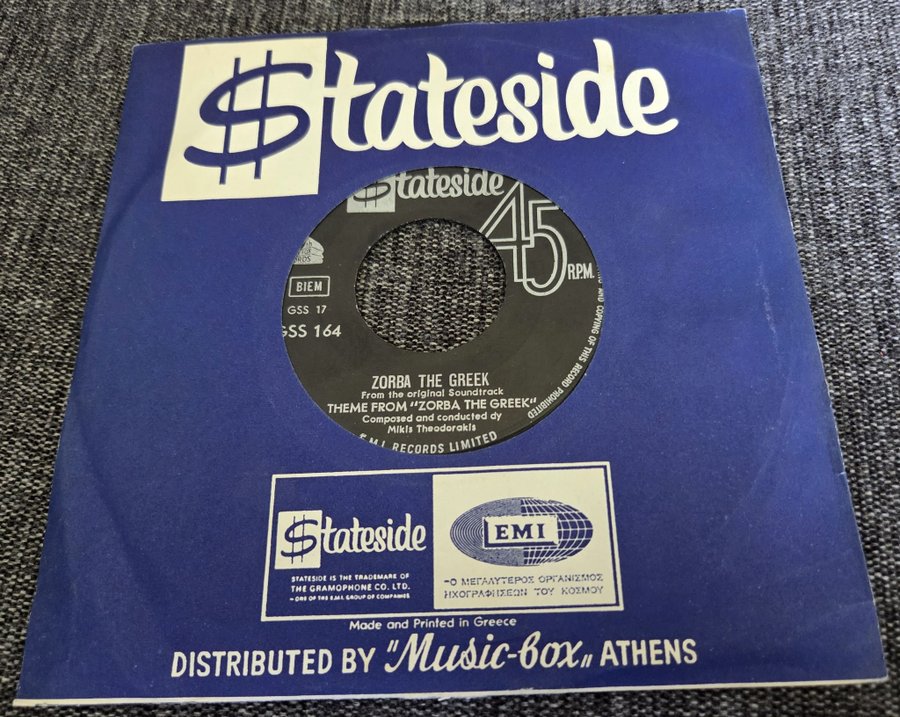 $tateside
$tateside
45
R.P.M.
BIEM
GSS 17
GSS 164
ZORBA THE GREEK
From the original Soundtrack
THEME FROM "ZORBA THE GREEK"
Composed and conducted by
Mikis Theodorakis
E.M.I. RECORDS LIMITED
AND COPYING OF THIS RECORD PROHIBITED
$tateside
STATESIDE IS THE TRADEMARK OF
THE GRAMOPHONE CO. LTD.
– ONE OF THE E.M.I. GROUP OF COMPANIES
EMI
-Ο ΜΕΓΑΛΥΤΕΡΟΣ ΟΡΓΑΝΙΣΜΟΣ
ΗΧΟΓΡΑΦΗΣΕΩΝ ΤΟΥ ΚΟΣΜΟΥ
Made and Printed in Greece
DISTRIBUTED BY "Music-box" ATHENS